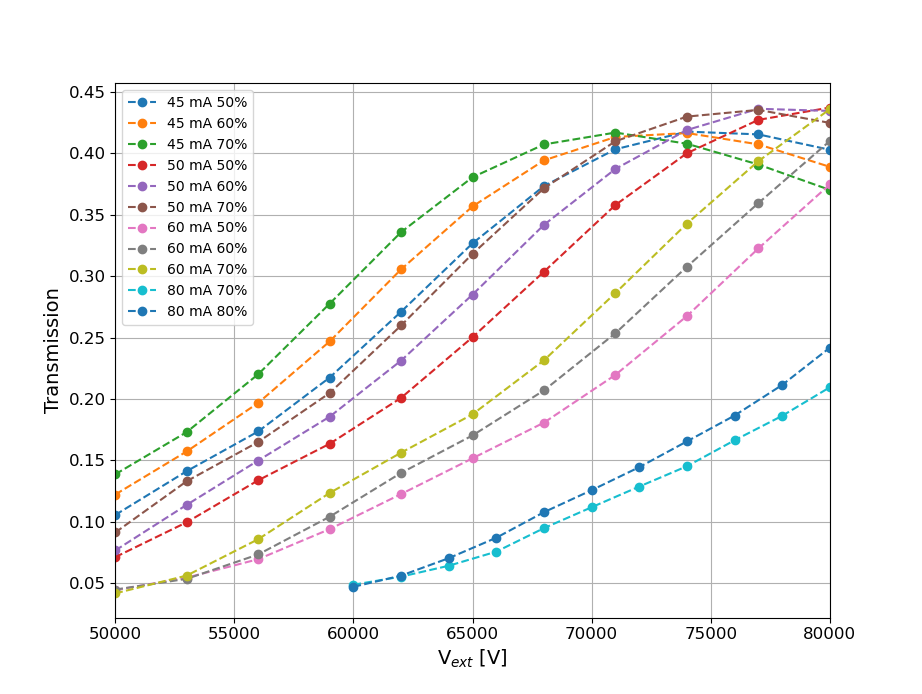 0.45
0.40
0.35
0.30
0.25
0.20
0.15
0.10
0.05
Transmission
45 mA 50%
45 mA 60%
45 mA 70%
50 mA 50%
50 mA 60%
50 mA 70%
60 mA 50%
60 mA 60%
60 mA 70%
80 mA 70%
80 mA 80%
50000 55000 60000 65000 70000 75000 80000
Vext [V]